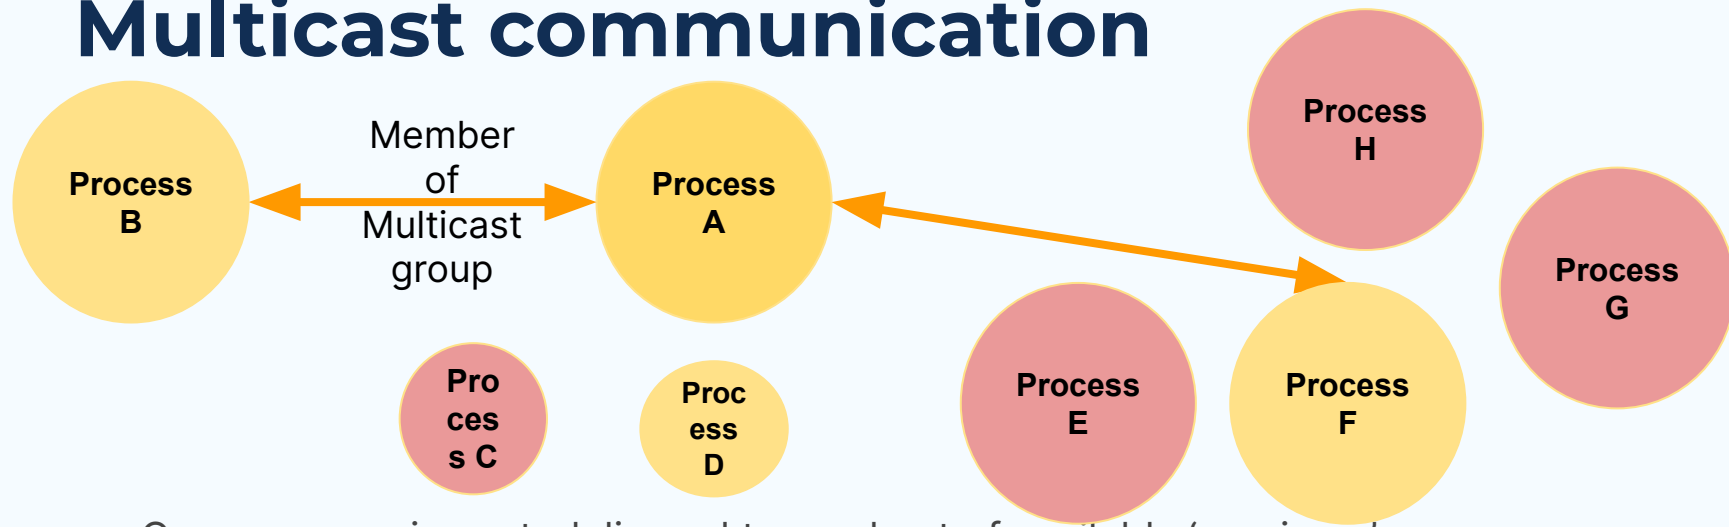 Multicast communication
Process
B
Member
of
Multicast
group
Process
A
Process
H
Process
G
Pro
ces
s C
Proc
ess
D
Process
E
Process
F